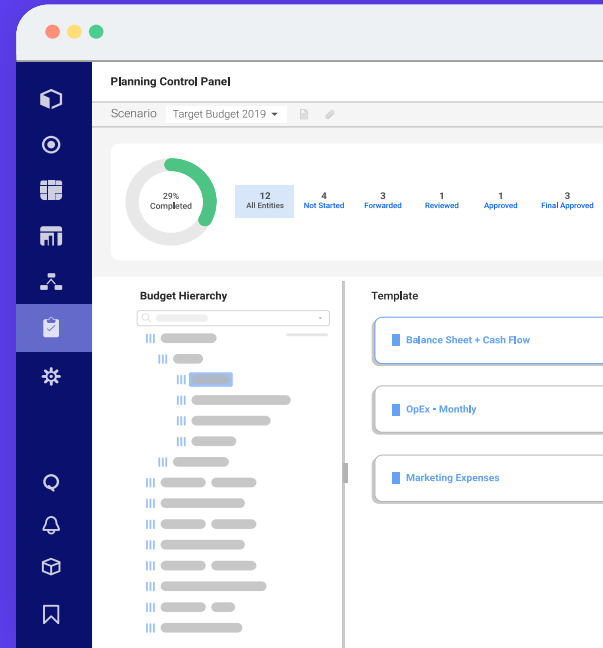 Planning Control Panel
Scenario Target Budget 2019
29%
Completed
12
All Entities
4
Not Started
3
Forwarded
1
Reviewed
1
Approved
3
Final Approved
Budget Hierarchy
Template
Balance Sheet + Cash Flow
OpEx - Monthly
Marketing Expenses